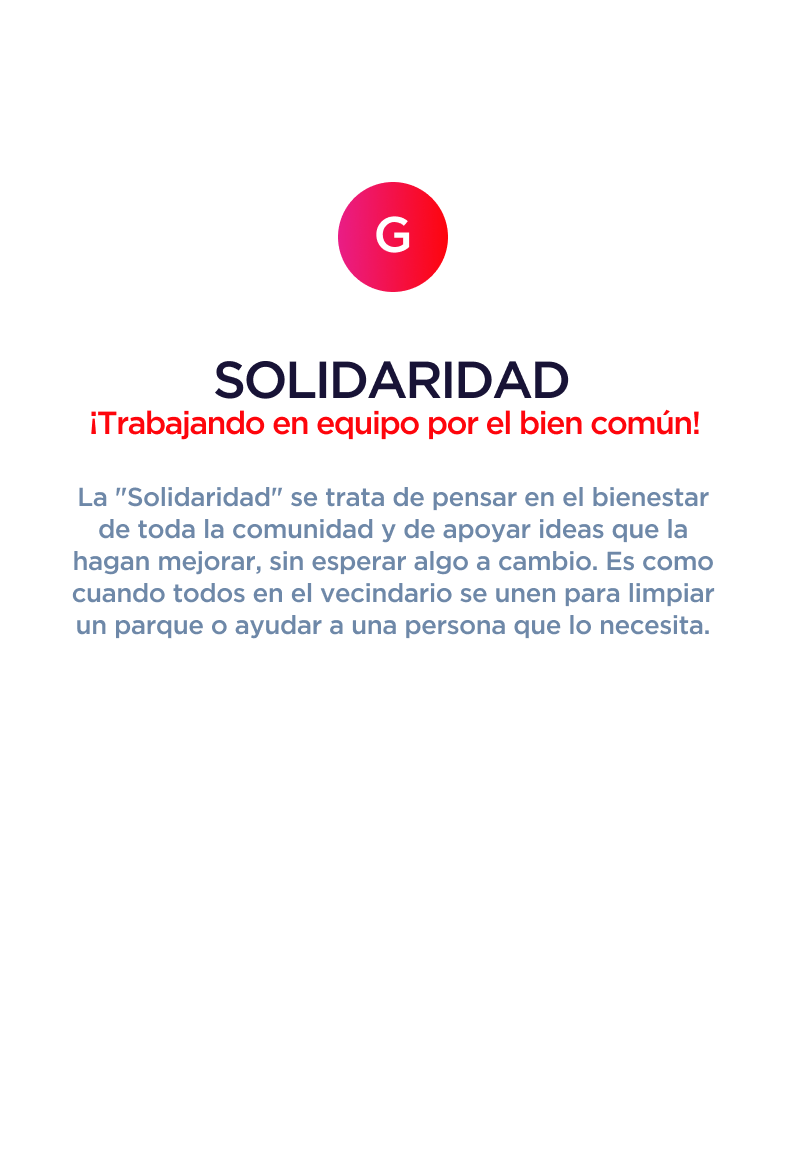 G
SOLIDARIDAD
¡Trabajando en equipo por el bien común!
La "Solidaridad" se trata de pensar en el bienestar
de toda la comunidad y de apoyar ideas que la
hagan mejorar, sin esperar algo a cambio. Es como
cuando todos en el vecindario se unen para limpiar
un parque o ayudar a una persona que lo necesita.